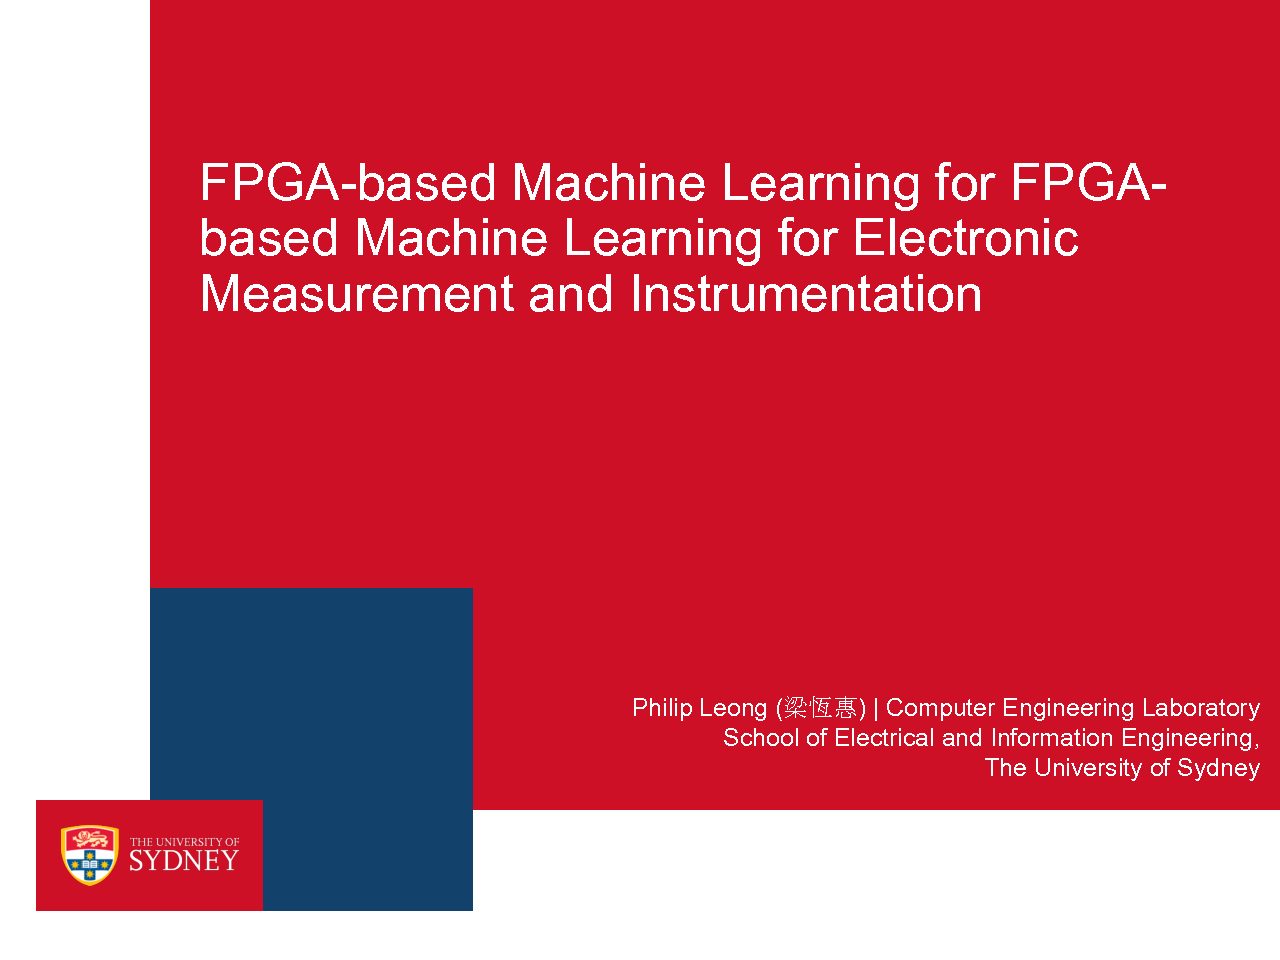 FPGA-based Machine Learning for FPGA-
based Machine Learning for Electronic
Measurement and Instrumentation
Philip Leong (梁恆惠) | Computer Engineering Laboratory
School of Electrical and Information Engineering,
The University of Sydney
THE UNIVERSITY OF
SYDNEY